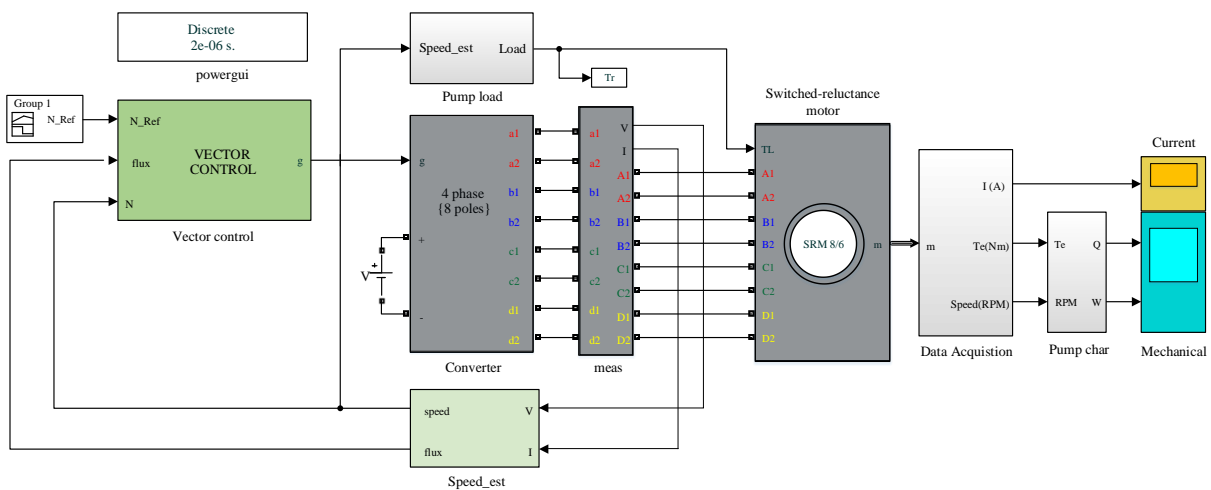 Discrete
2e-06 s.
powergui
Group 1
N_Ref
N_Ref
flux
N
VECTOR
CONTROL
g
Vector control
Speed_est
Load
Pump load
Tr
g
4 phase
{8 poles}
+
-
a1
a2
b1
b2
c1
c2
d1
d2
Converter
V
+
a1
a2
b1
b2
c1
c2
d1
d2
V
I
A1
A2
B1
B2
C1
C2
D1
D2
meas
Switched-reluctance
motor
TL
A1
A2
B1
B2
C1
C2
D1
D2
SRM 8/6
m
m
I (A)
Te(Nm)
Speed(RPM)
Data Acquistion
Te
RPM
Q
W
Pump char
Current
Mechanical
speed
flux
V
I
Speed_est